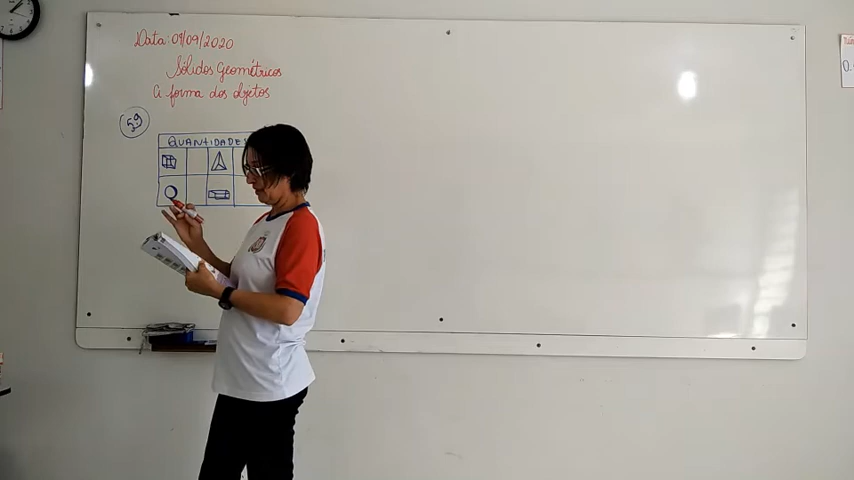 Data: 09/09/2020
Sólidos Geométricos
A forma dos objetos
59
QUANTIDADE